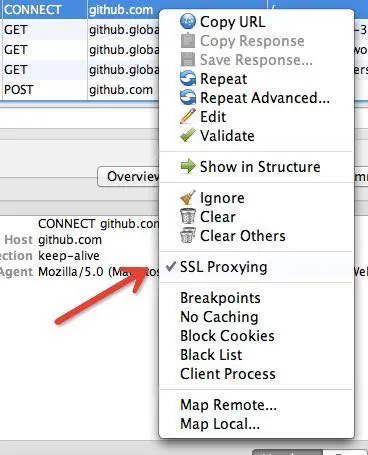 CONNECT github.com
GET github.globa
GET github.globa
GET github.globa
POST github.com
Copy URL
Copy Response
Save Response...
Repeat
Repeat Advanced...
Edit
Validate
Show in Structure
Ignore
Clear
Clear Others
✓ SSL Proxying
Breakpoints
No Caching
Block Cookies
Black List
Client Process
Map Remote...
Map Local...
Overview
CONNECT github.com
Host github.com
ection keep-alive
Agent Mozilla/5.0 (Mac